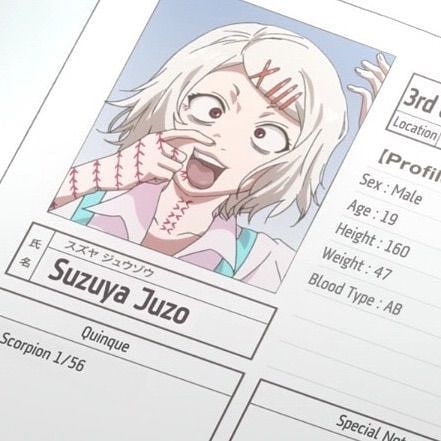 3rd
Location
[Profil
Sex : Male
Age : 19
Height : 160
Weight : 47
Blood Type : AB
氏名
スズヤ ジュウゾウ
Suzuya Juzo
Quinque
Scorpion 1/56
Special Not